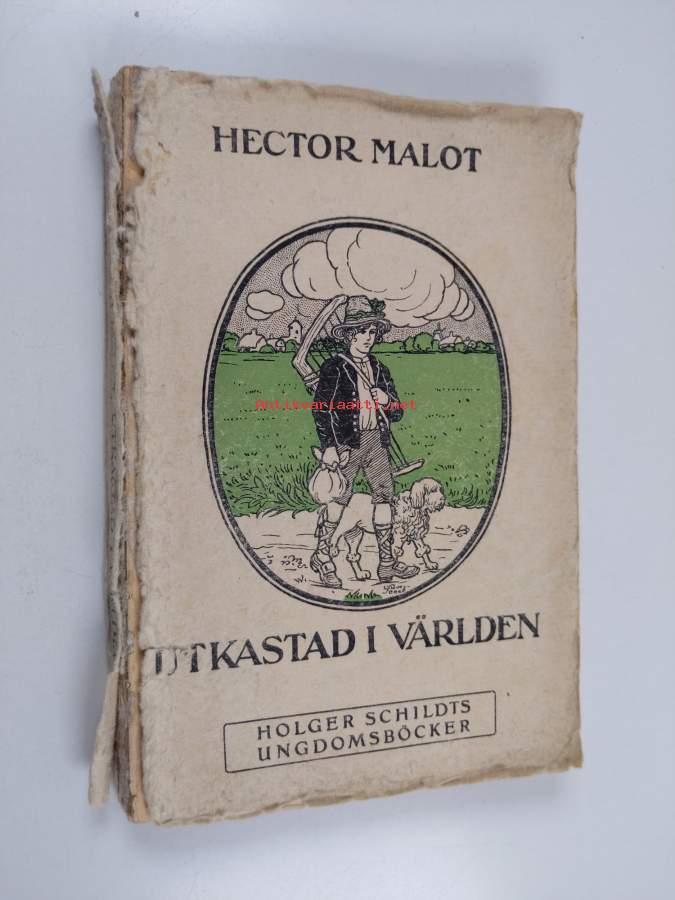 HECTOR MALOT
Antikvariaatti.net
UTKASTAD I VÄRLDEN
HOLGER SCHILDTS
UNGDOMSBÖCKER